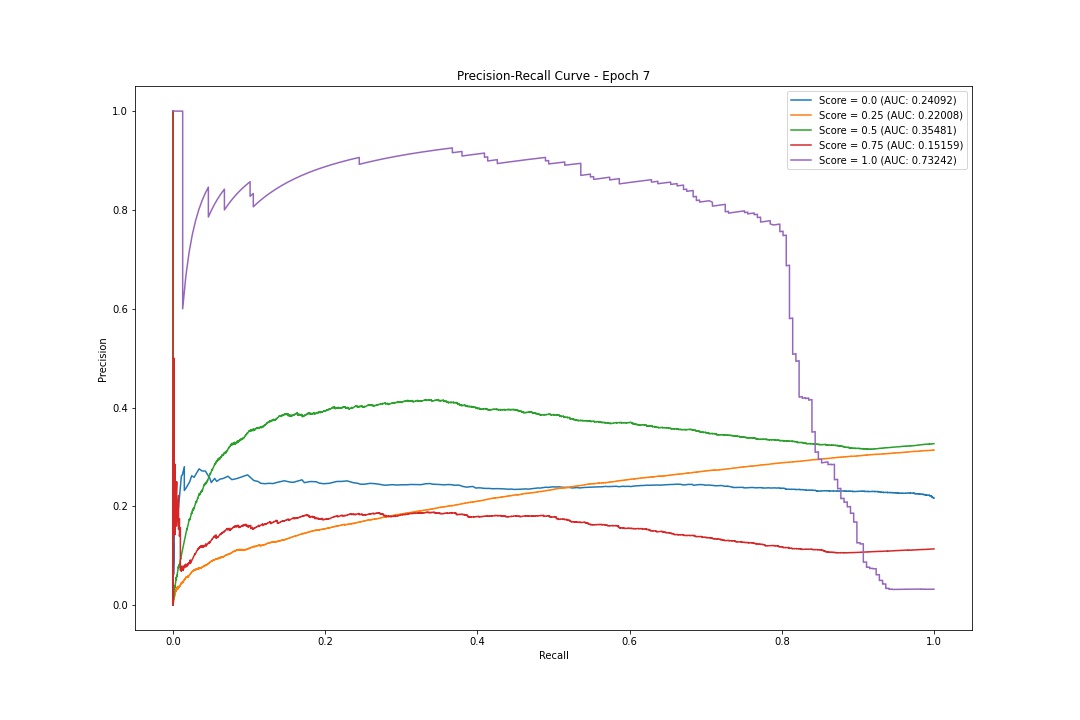 Precision-Recall Curve - Epoch 7
Score = 0.0 (AUC: 0.24092)
Score = 0.25 (AUC: 0.22008)
Score = 0.5 (AUC: 0.35481)
Score = 0.75 (AUC: 0.15159)
Score = 1.0 (AUC: 0.73242)
1.0
0.8
0.6
0.4
0.2
0.0
Precision
0.0 0.2 0.4 0.6 0.8 1.0
Recall